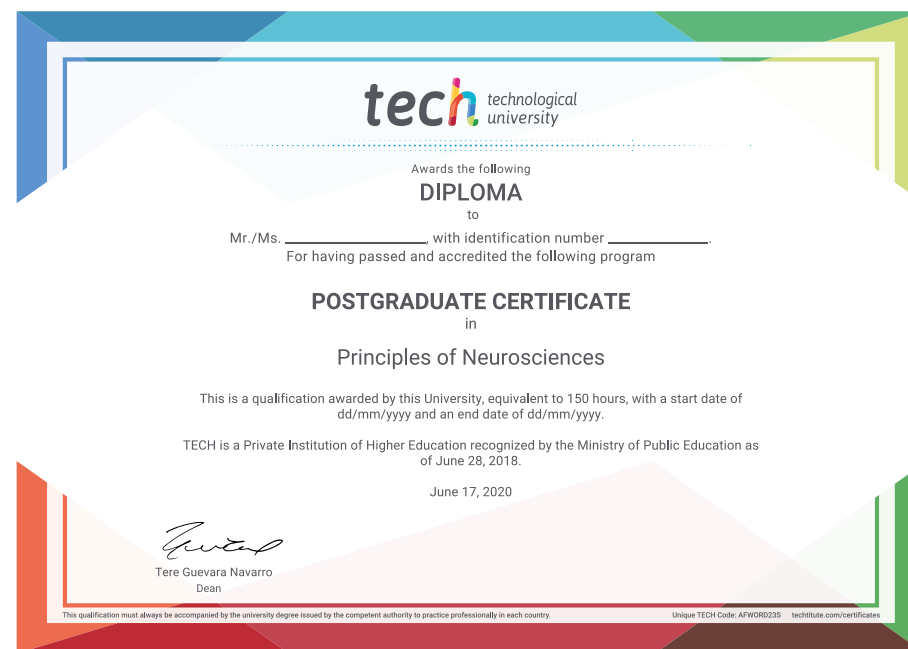 tech technological
university
Awards the following
DIPLOMA
to
Mr./Ms. ____________________, with identification number ______________.
For having passed and accredited the following program
POSTGRADUATE CERTIFICATE
in
Principles of Neurosciences
This is a qualification awarded by this University, equivalent to 150 hours, with a start date of
dd/mm/yyyy and an end date of dd/mm/yyyy.
TECH is a Private Institution of Higher Education recognized by the Ministry of Public Education as
of June 28, 2018.
June 17, 2020
Tere Guevara Navarro
Dean
This qualification must always be accompanied by the university degree issued by the competent authority to practice professionally in each country. Unique TECH Code: AFWORD23S techtitute.com/certificates